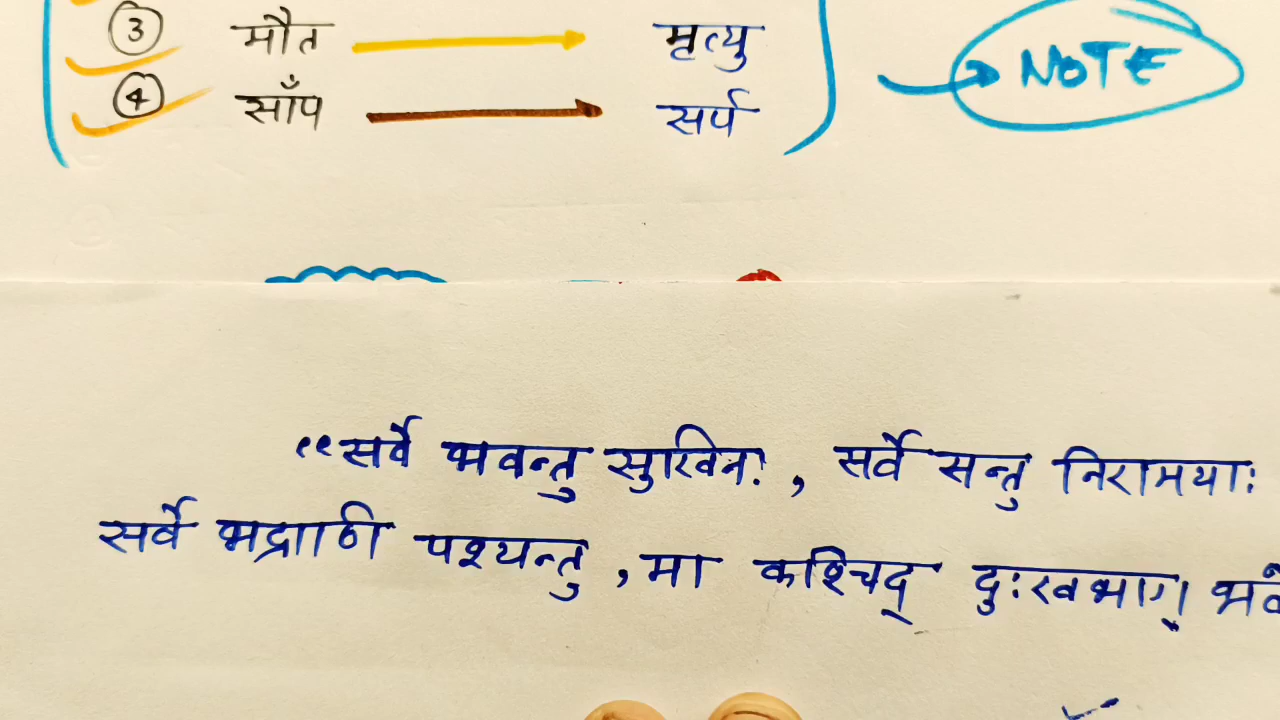 ③ मौत → मृत्यु
④ साँप → सर्प
NOTE
“सर्वे भवन्तु सुखिनः, सर्वे सन्तु निरामयाः
सर्वे भद्राणि पश्यन्तु, मा कश्चिद् दुःखभाग्